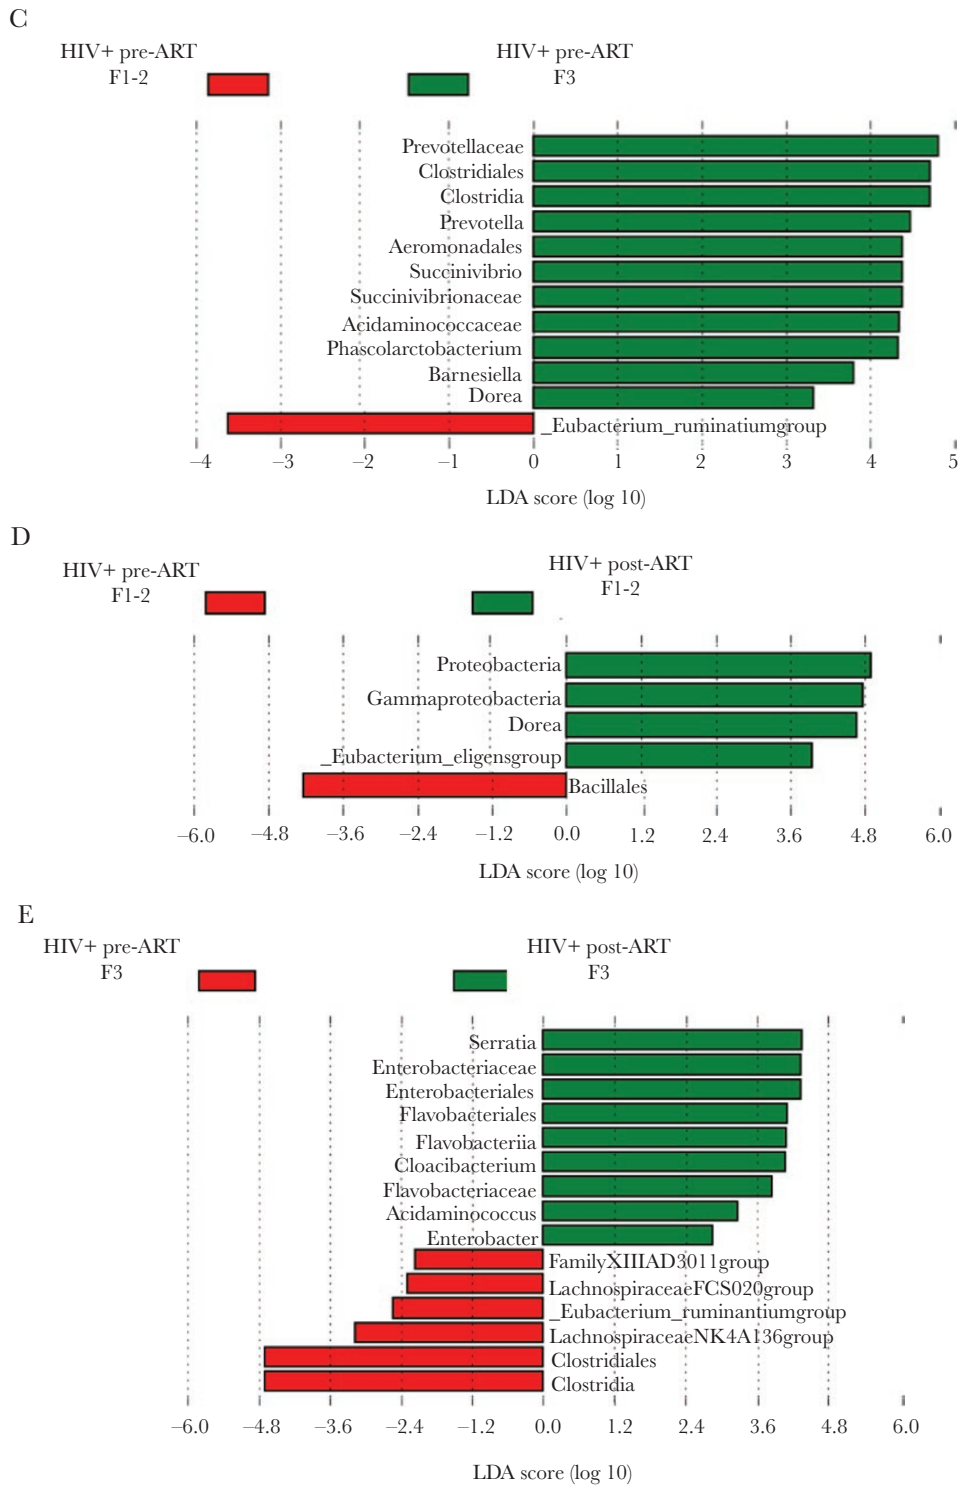 C
HIV+ pre-ART
F1-2
HIV+ pre-ART
F3
Prevotellaceae
Clostridiales
Clostridia
Prevotella
Aeromonadales
Succinivibrio
Succinivibrionaceae
Acidaminococcaceae
Phascolarctobacterium
Barnesiella
Dorea
_Eubacterium_ruminatiumgroup
–4 –3 –2 –1 0 1 2 3 4 5
LDA score (log 10)
D
HIV+ pre-ART
F1-2
HIV+ post-ART
F1-2
Proteobacteria
Gammaproteobacteria
Dorea
_Eubacterium_eligensgroup
Bacillales
–6.0 –4.8 –3.6 –2.4 –1.2 0.0 1.2 2.4 3.6 4.8 6.0
LDA score (log 10)
E
HIV+ pre-ART
F3
HIV+ post-ART
F3
Serratia
Enterobacteriaceae
Enterobacteriales
Flavobacteriales
Flavobacteriia
Cloacibacterium
Flavobacteriaceae
Acidaminococcus
Enterobacter
FamilyXIIIAD3011group
LachnospiraceaeFCS020group
_Eubacterium_ruminantiumgroup
LachnospiraceaeNK4A136group
Clostridiales
Clostridia
–6.0 –4.8 –3.6 –2.4 –1.2 0.0 1.2 2.4 3.6 4.8 6.0
LDA score (log 10)